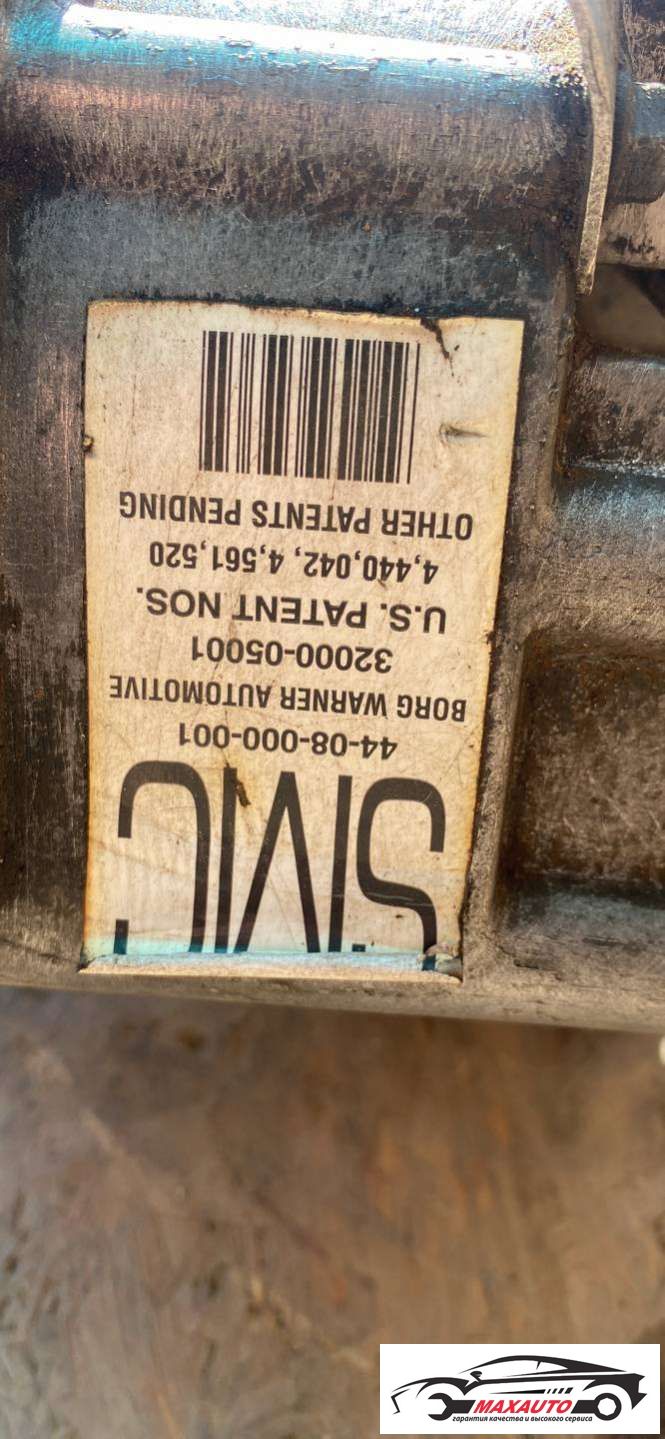 SMC
44-08-000-001
BORG WARNER AUTOMOTIVE
32000-05001
U.S. PATENT NOS.
4,440,042, 4,561,520
OTHER PATENTS PENDING
MAXAUTO
гарантия качества и высокого сервиса